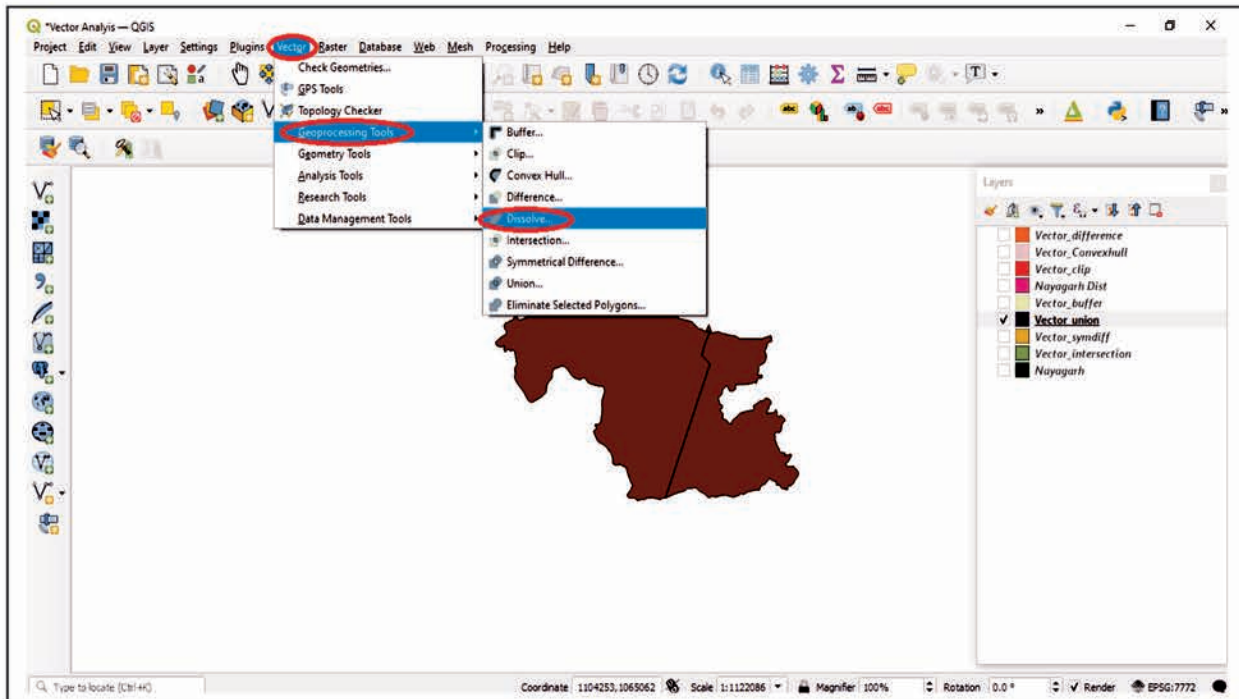 *Vector Analyis — QGIS
Project Edit View Layer Settings Plugins Vector Raster Database Web Mesh Processing Help
Check Geometries...
GPS Tools
Topology Checker
Geoprocessing Tools
Geometry Tools
Analysis Tools
Research Tools
Data Management Tools
Buffer...
Clip...
Convex Hull...
Difference...
Dissolve...
Intersection...
Symmetrical Difference...
Union...
Eliminate Selected Polygons...
Layers
Vector_difference
Vector_Convexhull
Vector_clip
Nayagarh Dist
Vector_buffer
Vector_union
Vector_symdiff
Vector_intersection
Nayagarh
Type to locate (Ctrl+K) Coordinate 1104253,1065062 Scale 1:1122086 Magnifier 100% Rotation 0.0 ° Render EPSG:7772